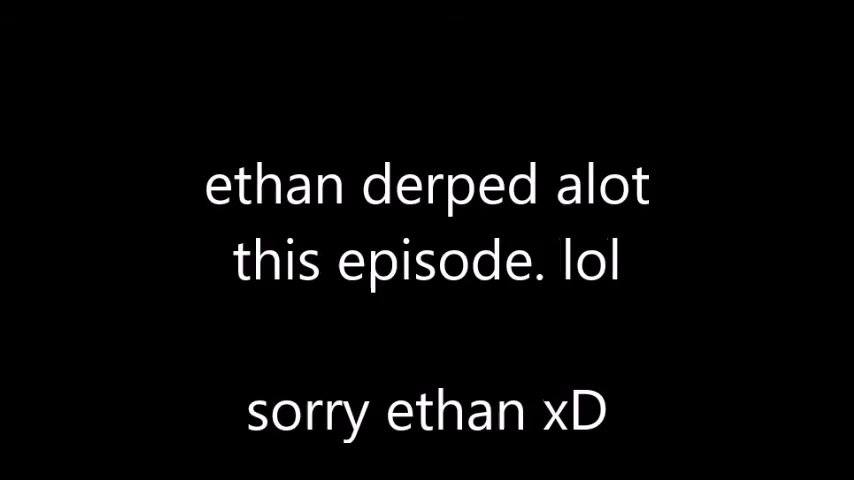 ethan derped alot
this episode. lol
sorry ethan xD